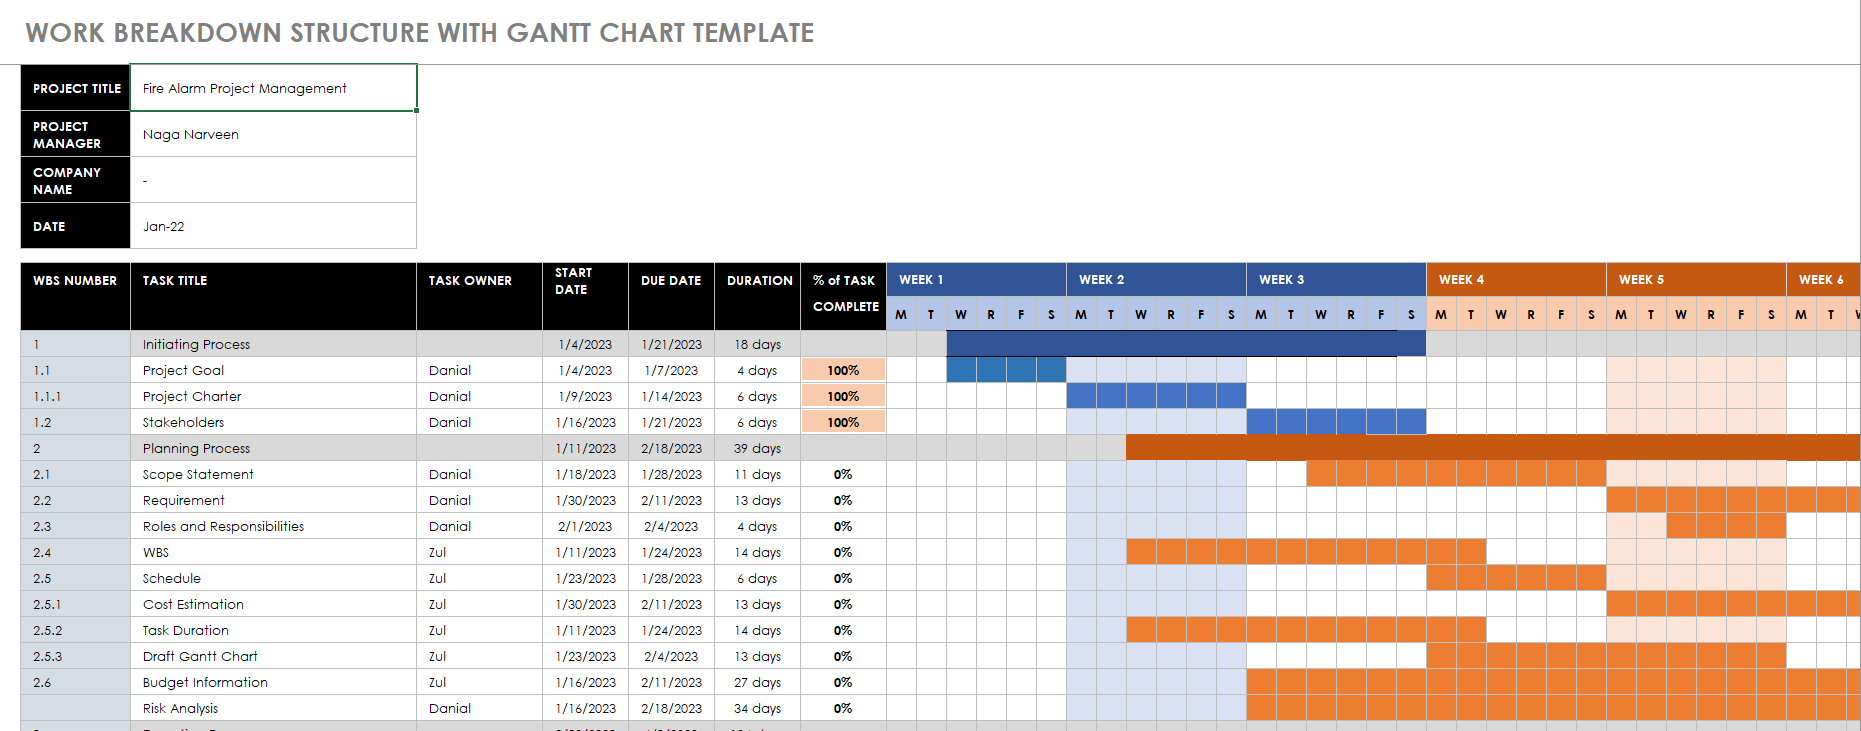 WORK BREAKDOWN STRUCTURE WITH GANTT CHART TEMPLATE
PROJECT TITLE Fire Alarm Project Management
PROJECT MANAGER Naga Narveen
COMPANY NAME -
DATE Jan-22
WBS NUMBER TASK TITLE TASK OWNER START DATE DUE DATE DURATION % of TASK COMPLETE WEEK 1 WEEK 2 WEEK 3 WEEK 4 WEEK 5 WEEK 6
M T W R F S M T W R F S M T W R F S M T W R F S M T W R F S M T
1 Initiating Process 1/4/2023 1/21/2023 18 days
1.1 Project Goal Danial 1/4/2023 1/7/2023 4 days 100%
1.1.1 Project Charter Danial 1/9/2023 1/14/2023 6 days 100%
1.2 Stakeholders Danial 1/16/2023 1/21/2023 6 days 100%
2 Planning Process 1/11/2023 2/18/2023 39 days
2.1 Scope Statement Danial 1/18/2023 1/28/2023 11 days 0%
2.2 Requirement Danial 1/30/2023 2/11/2023 13 days 0%
2.3 Roles and Responsibilities Danial 2/1/2023 2/4/2023 4 days 0%
2.4 WBS Zul 1/11/2023 1/24/2023 14 days 0%
2.5 Schedule Zul 1/23/2023 1/28/2023 6 days 0%
2.5.1 Cost Estimation Zul 1/30/2023 2/11/2023 13 days 0%
2.5.2 Task Duration Zul 1/11/2023 1/24/2023 14 days 0%
2.5.3 Draft Gantt Chart Zul 1/23/2023 2/4/2023 13 days 0%
2.6 Budget Information Zul 1/16/2023 2/11/2023 27 days 0%
Risk Analysis Danial 1/16/2023 2/18/2023 34 days 0%